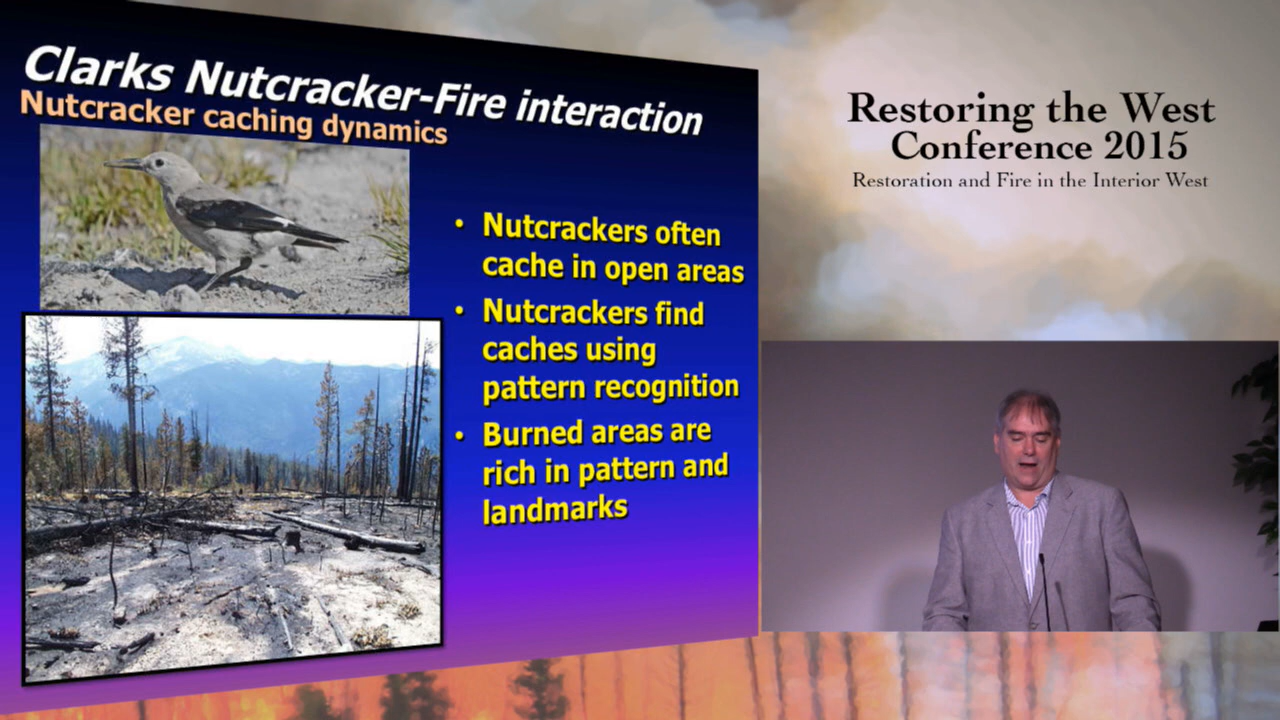 Clarks Nutcracker-Fire interaction
Nutcracker caching dynamics
• Nutcrackers often
cache in open areas
• Nutcrackers find
caches using
pattern recognition
• Burned areas are
rich in pattern and
landmarks
Restoring the West
Conference 2015
Restoration and Fire in the Interior West